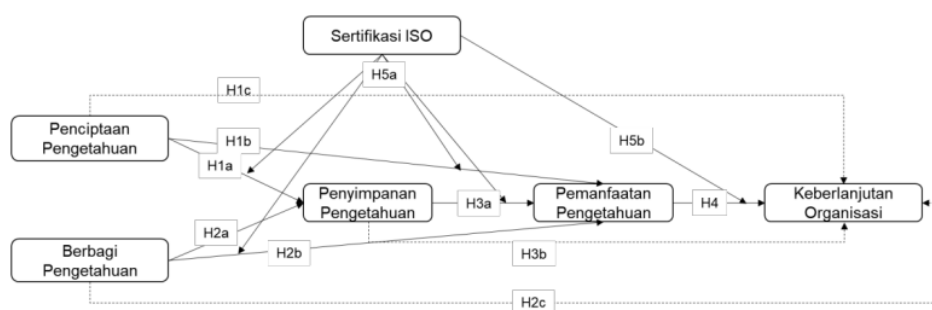 Sertifikasi ISO
H5a
H1c
Penciptaan
Pengetahuan
H1b
H1a
H5b
Penyimpanan
Pengetahuan
H3a
Pemanfaatan
Pengetahuan
H4
Keberlanjutan
Organisasi
H2a
Berbagi
Pengetahuan
H2b
H3b
H2c